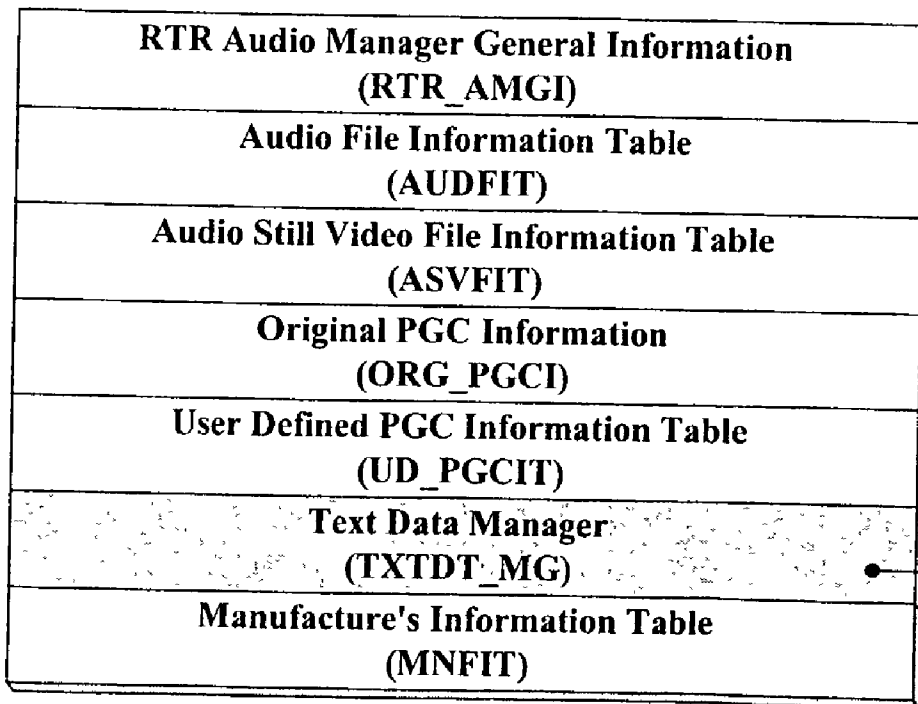 RTR Audio Manager General Information
(RTR_AMGI)
Audio File Information Table
(AUDFIT)
Audio Still Video File Information Table
(ASVFIT)
Original PGC Information
(ORG_PGCI)
User Defined PGC Information Table
(UD_PGCIT)
Text Data Manager
(TXTDT_MG)
Manufacture's Information Table
(MNFIT)